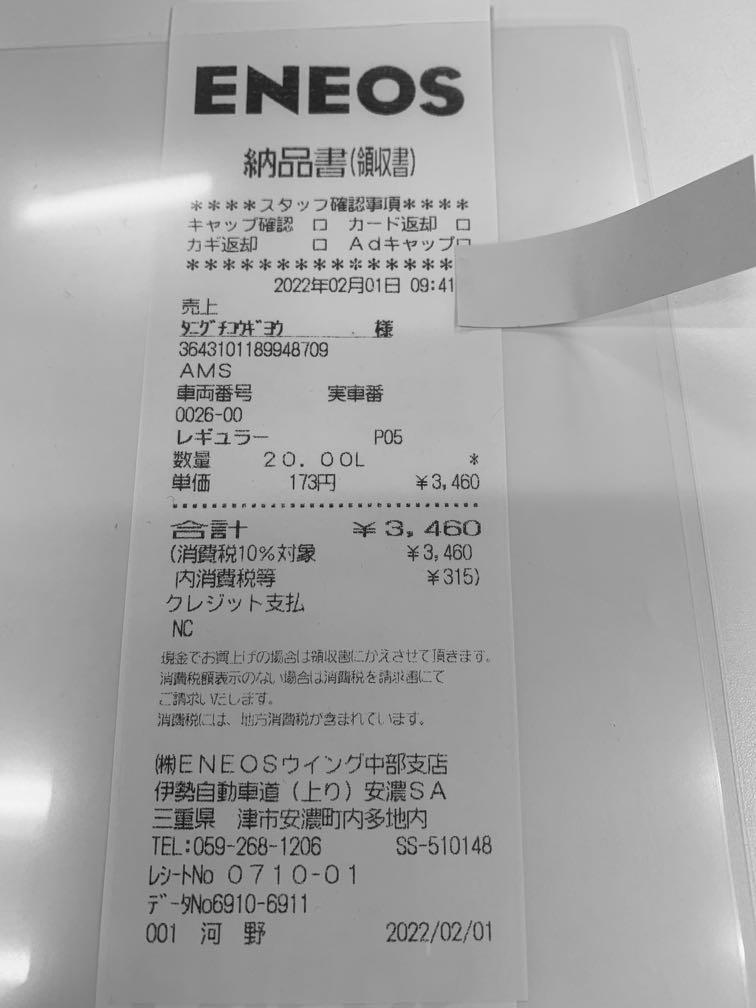 ENEOS
納品書(領収書)
****スタッフ確認事項****
キャップ確認 □ カード返却 □
カギ返却 □ Adキャップ□
***************
2022年02月01日 09:41
売上
ﾀﾆｸﾞﾁｺｳｷﾞﾖｳ 様
3643101189948709
AMS
車両番号 実車番
0026-00
レギュラー P05
数量 20.00L *
単価 173円 ¥3,460
合計 ¥3,460
(消費税10%対象 ¥3,460
内消費税等 ¥315)
クレジット支払
NC
現金でお買上げの場合は領収書にかえさせて頂きます。
消費税額表示のない場合は消費税を請求書にて
ご請求いたします。
消費税には、地方消費税が含まれています。
㈱ENEOSウイング中部支店
伊勢自動車道（上り）安濃SA
三重県 津市安濃町内多地内
TEL:059-268-1206 SS-510148
ﾚｼｰﾄNo 0710-01
ﾃﾞｰﾀNo6910-6911
001 河野 2022/02/01